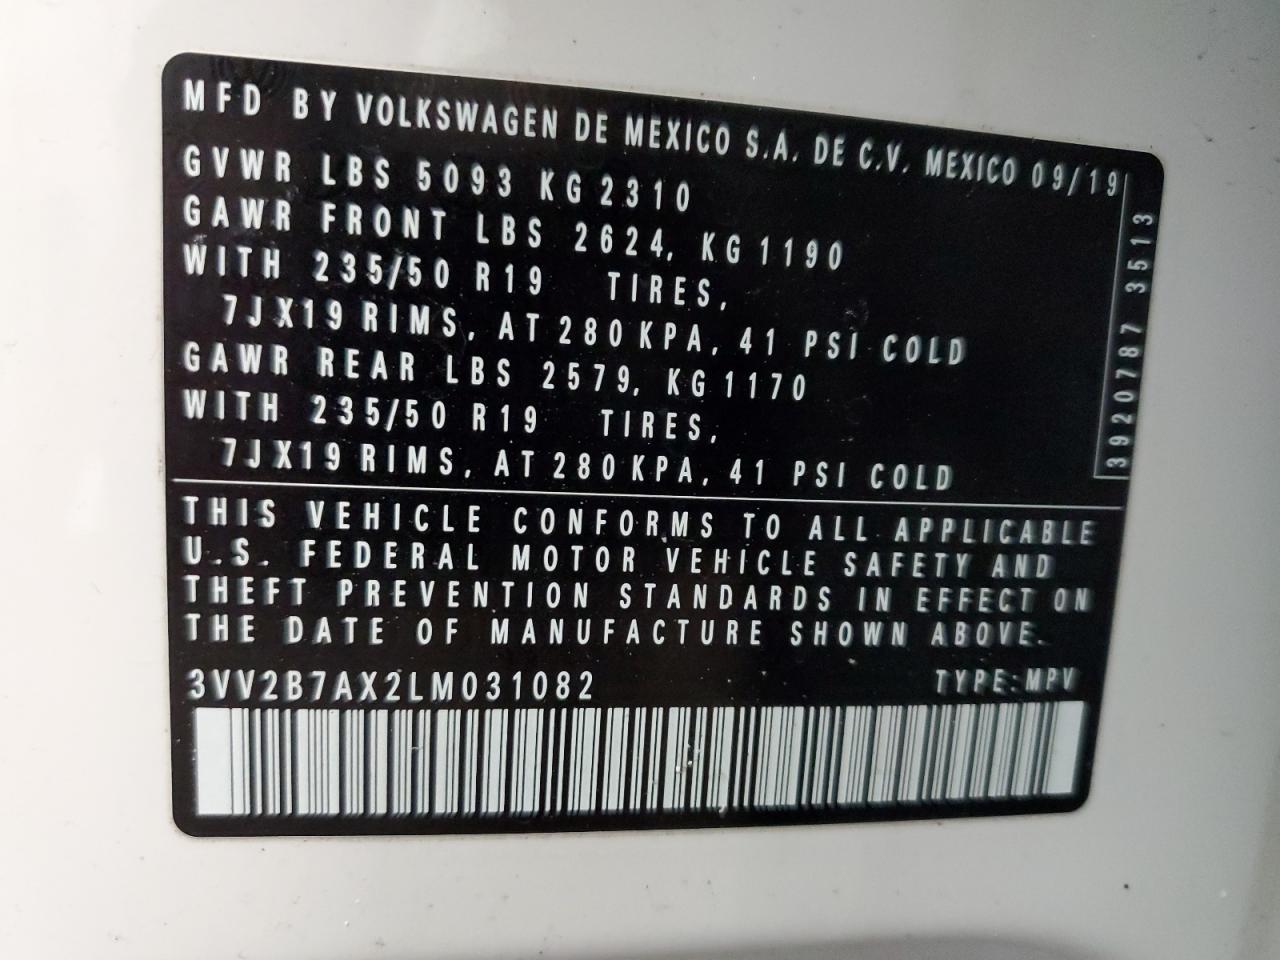 MFD BY VOLKSWAGEN DE MEXICO S.A. DE C.V. MEXICO 09/19
GVWR LBS 5093 KG 2310
GAWR FRONT LBS 2624, KG 1190
WITH 235/50 R19 TIRES,
7JX19 RIMS, AT 280 KPA, 41 PSI COLD
GAWR REAR LBS 2579, KG 1170
WITH 235/50 R19 TIRES,
7JX19 RIMS, AT 280 KPA, 41 PSI COLD
3920787 3513
THIS VEHICLE CONFORMS TO ALL APPLICABLE
U.S. FEDERAL MOTOR VEHICLE SAFETY AND
THEFT PREVENTION STANDARDS IN EFFECT ON
THE DATE OF MANUFACTURE SHOWN ABOVE.
3VV2B7AX2LM031082 TYPE:MPV